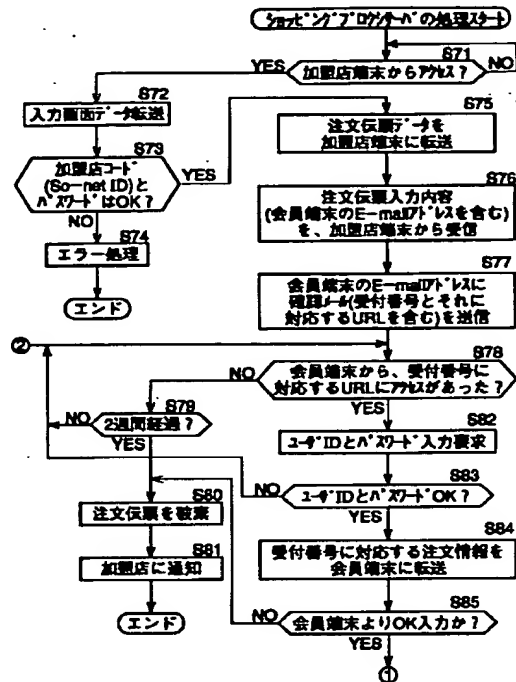 ショッピングプロクシサーバの処理スタート
S71
加盟店端末からアクセス?
YES
NO
S72
入力画面データ転送
S73
加盟店コード
(So-net ID)と
パスワードはOK?
YES
NO
S74
エラー処理
エンド
S75
注文伝票データを
加盟店端末に転送
S76
注文伝票入力内容
(会員端末のE-mailアドレスを含む)
を、加盟店端末から受信
S77
会員端末のE-mailアドレスに
確認メール(受付番号とそれに
対応するURLを含む)を送信
②
S78
会員端末から、受付番号に
対応するURLにアクセスがあった?
NO
YES
S79
2週間経過?
NO
YES
S80
注文伝票を破棄
S81
加盟店に通知
エンド
S82
ユーザIDとパスワード入力要求
S83
ユーザIDとパスワードOK?
NO
YES
S84
受付番号に対応する注文情報を
会員端末に転送
S85
会員端末よりOK入力か?
NO
YES
①